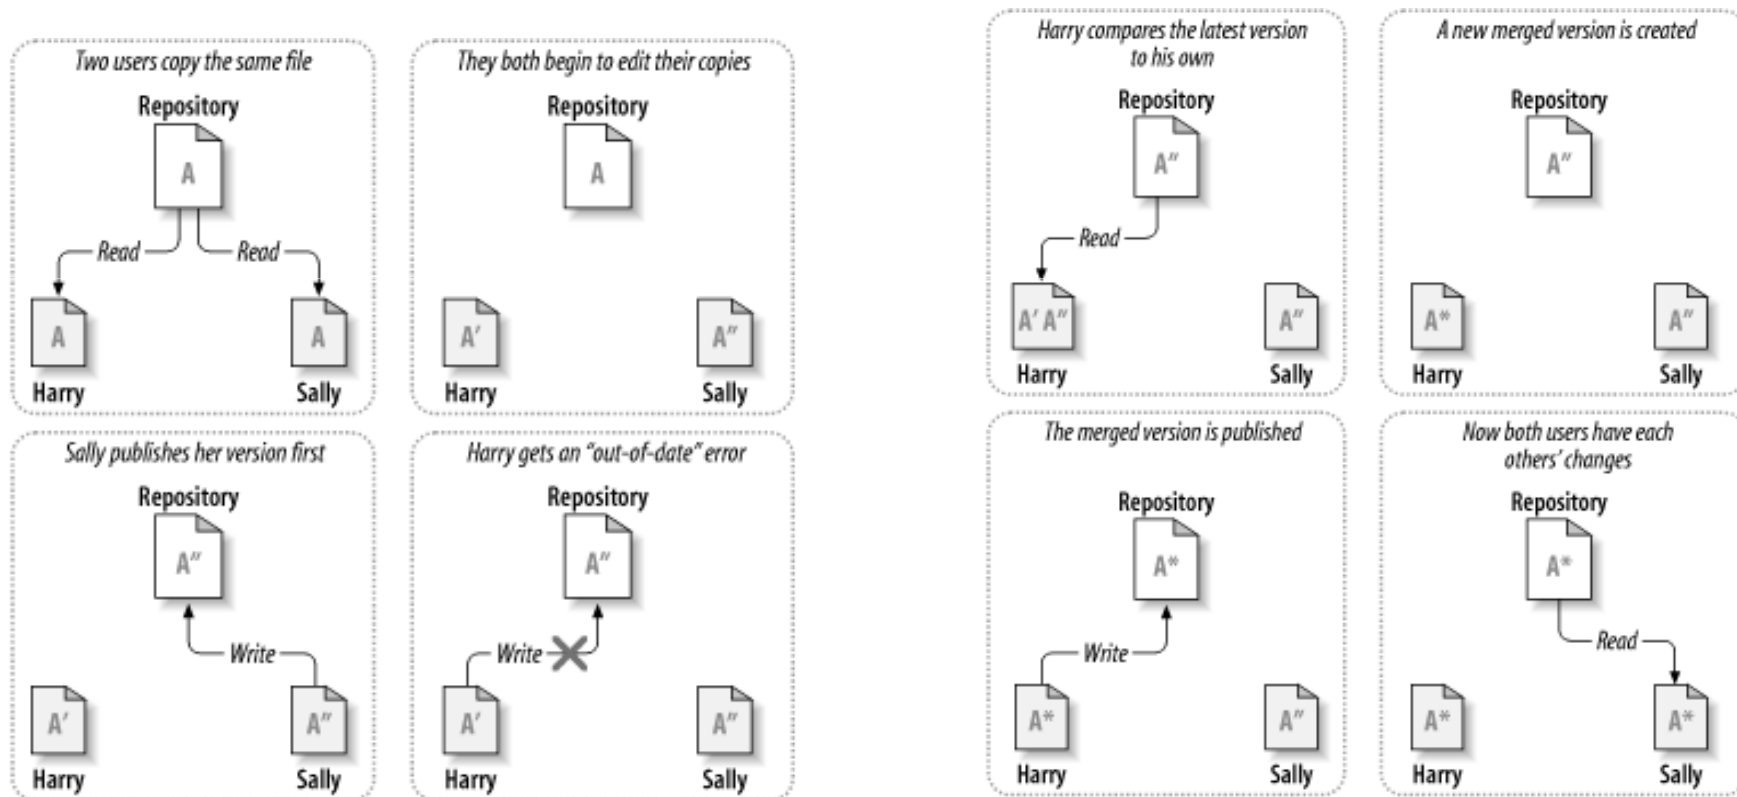 Two users copy the same file
Repository
A
Read
Read
A
A
Harry
Sally
They both begin to edit their copies
Repository
A
A′
A″
Harry
Sally
Sally publishes her version first
Repository
A″
Write
A′
A″
Harry
Sally
Harry gets an “out-of-date” error
Repository
A″
Write
A′
A″
Harry
Sally
Harry compares the latest version
to his own
Repository
A″
Read
A′ A″
A″
Harry
Sally
A new merged version is created
Repository
A″
A*
A″
Harry
Sally
The merged version is published
Repository
A*
Write
A*
A″
Harry
Sally
Now both users have each
others’ changes
Repository
A*
Read
A*
A*
Harry
Sally